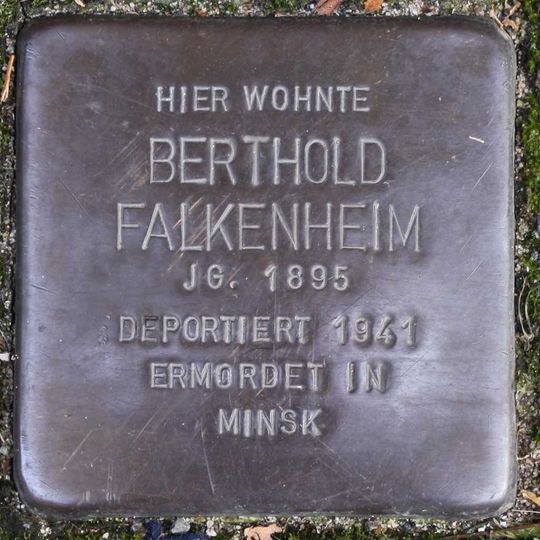 HIER WOHNTE
BERTHOLD
FALKENHEIM
JG. 1895
DEPORTIERT 1941
ERMORDET IN
MINSK